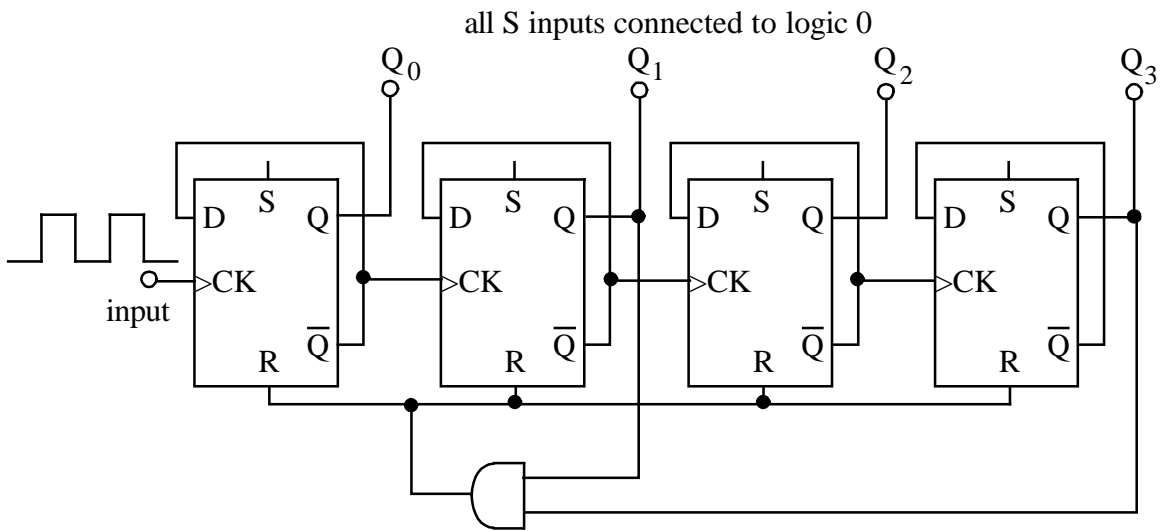 all S inputs connected to logic 0
Q0 Q1 Q2 Q3
S S S S
D Q D Q D Q D Q
CK CK CK CK
input
Q̅ Q̅ Q̅ Q̅
R R R R